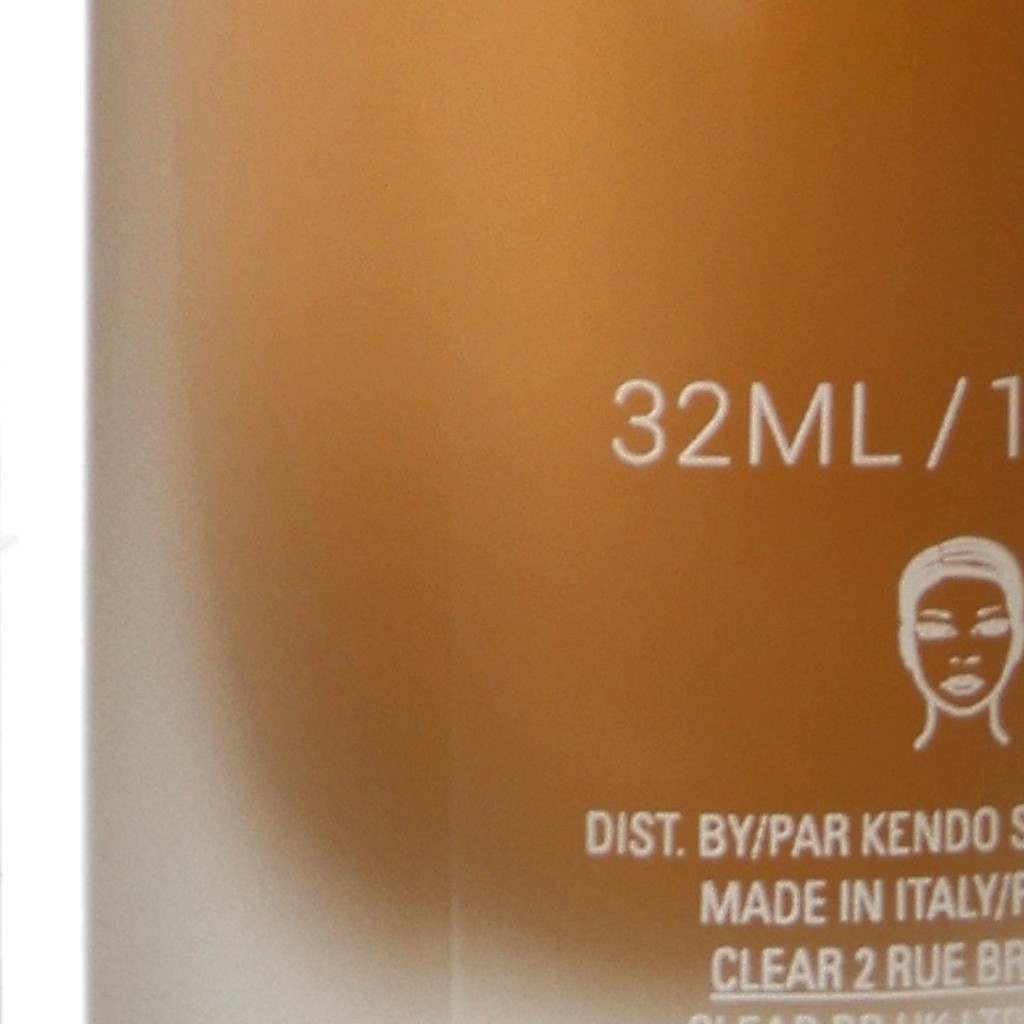 32ML / 1
DIST. BY/PAR KENDO S
MADE IN ITALY/F
CLEAR 2 RUE BR